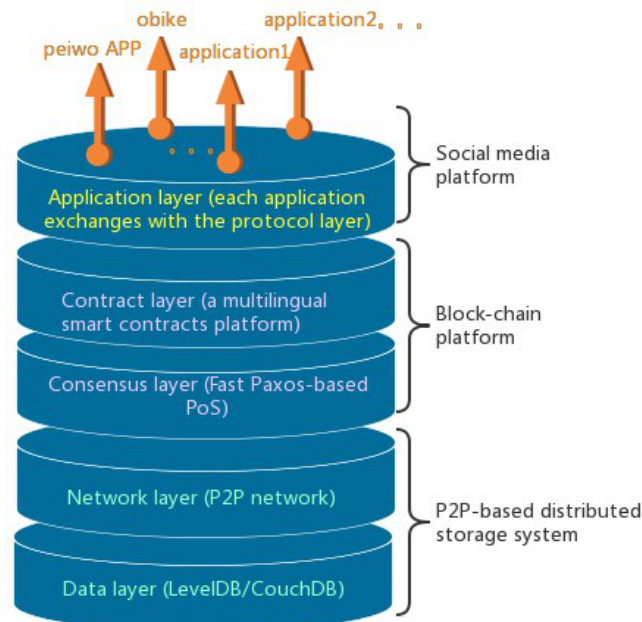 obike
application2。。。
peiwo APP
application1
。。。。
Social media
platform
Application layer (each application
exchanges with the protocol layer)
Contract layer (a multilingual
smart contracts platform)
Block-chain
platform
Consensus layer (Fast Paxos-based
PoS)
Network layer (P2P network)
P2P-based distributed
storage system
Data layer (LevelDB/CouchDB)